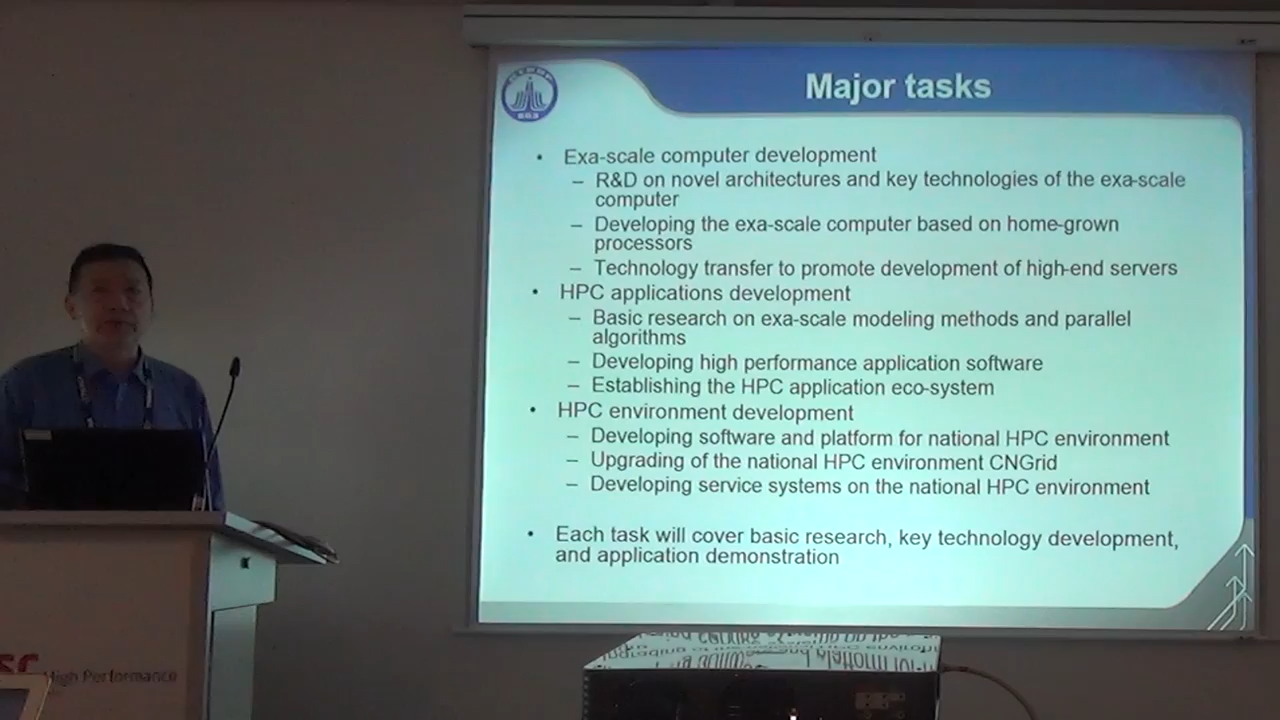 Major tasks
863
• Exa-scale computer development
– R&D on novel architectures and key technologies of the exa-scale
computer
– Developing the exa-scale computer based on home-grown
processors
– Technology transfer to promote development of high-end servers
• HPC applications development
– Basic research on exa-scale modeling methods and parallel
algorithms
– Developing high performance application software
– Establishing the HPC application eco-system
• HPC environment development
– Developing software and platform for national HPC environment
– Upgrading of the national HPC environment CNGrid
– Developing service systems on the national HPC environment
• Each task will cover basic research, key technology development,
and application demonstration
SC High Performance